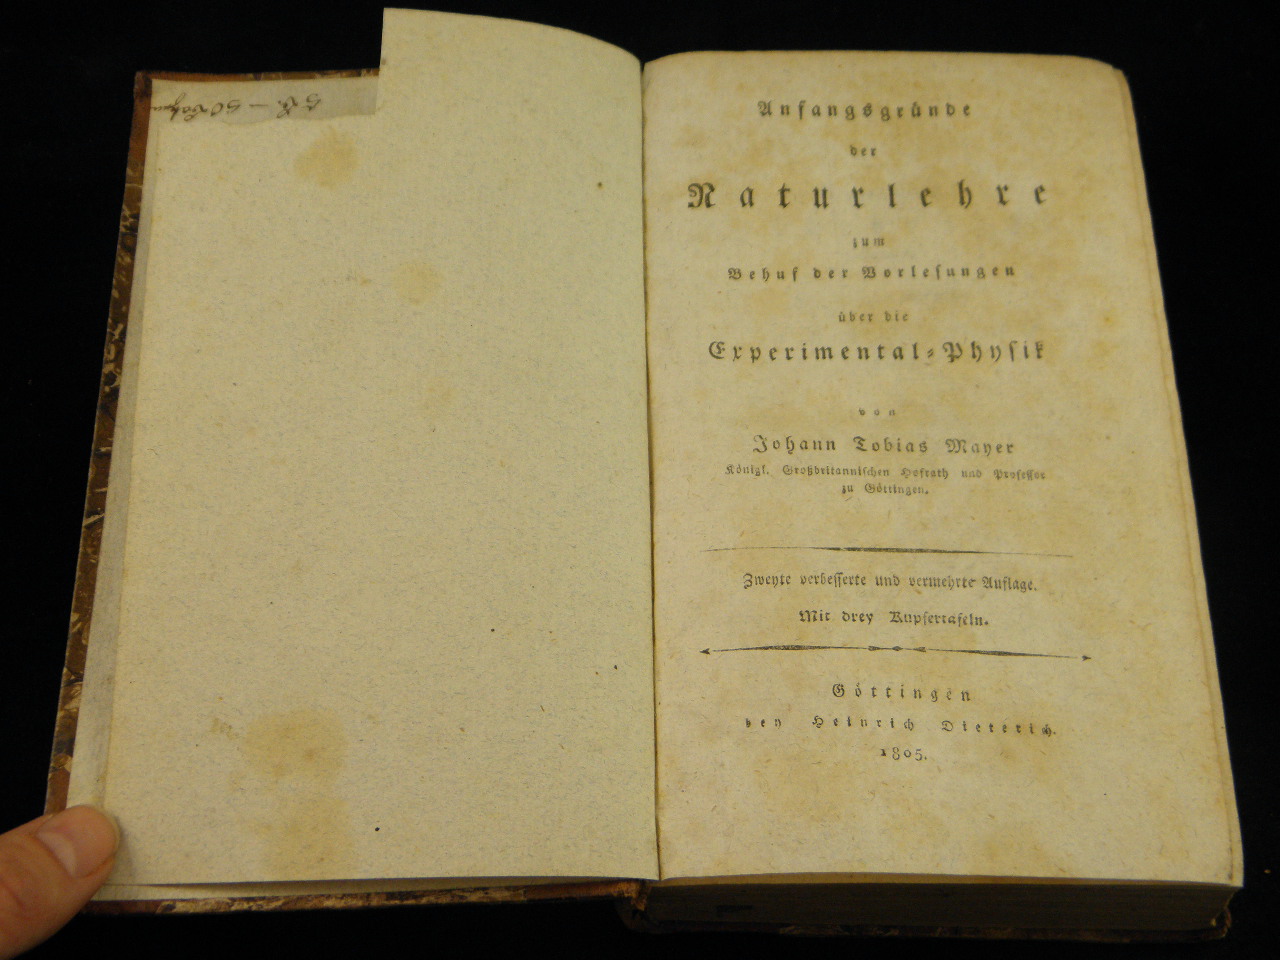 Anfangsgründe
der
Naturlehre
zum
Behuf der Vorlesungen
über die
Experimental-Physik
von
Johann Tobias Mayer
Königl. Großbritannischen Hofrath und Professor
zu Göttingen.
Zweyte verbesserte und vermehrte Auflage.
Mit drey Kupfertafeln.
Göttingen
bey Heinrich Dieterich.
1805.